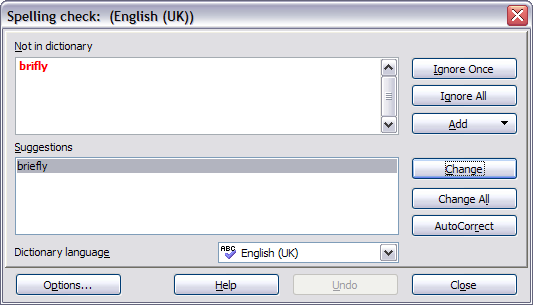 Spelling check: (English (UK))
Not in dictionary
brifly
Ignore Once
Ignore All
Add
Suggestions
briefly
Change
Change All
AutoCorrect
Dictionary language
ABC
English (UK)
Options...
Help
Undo
Close